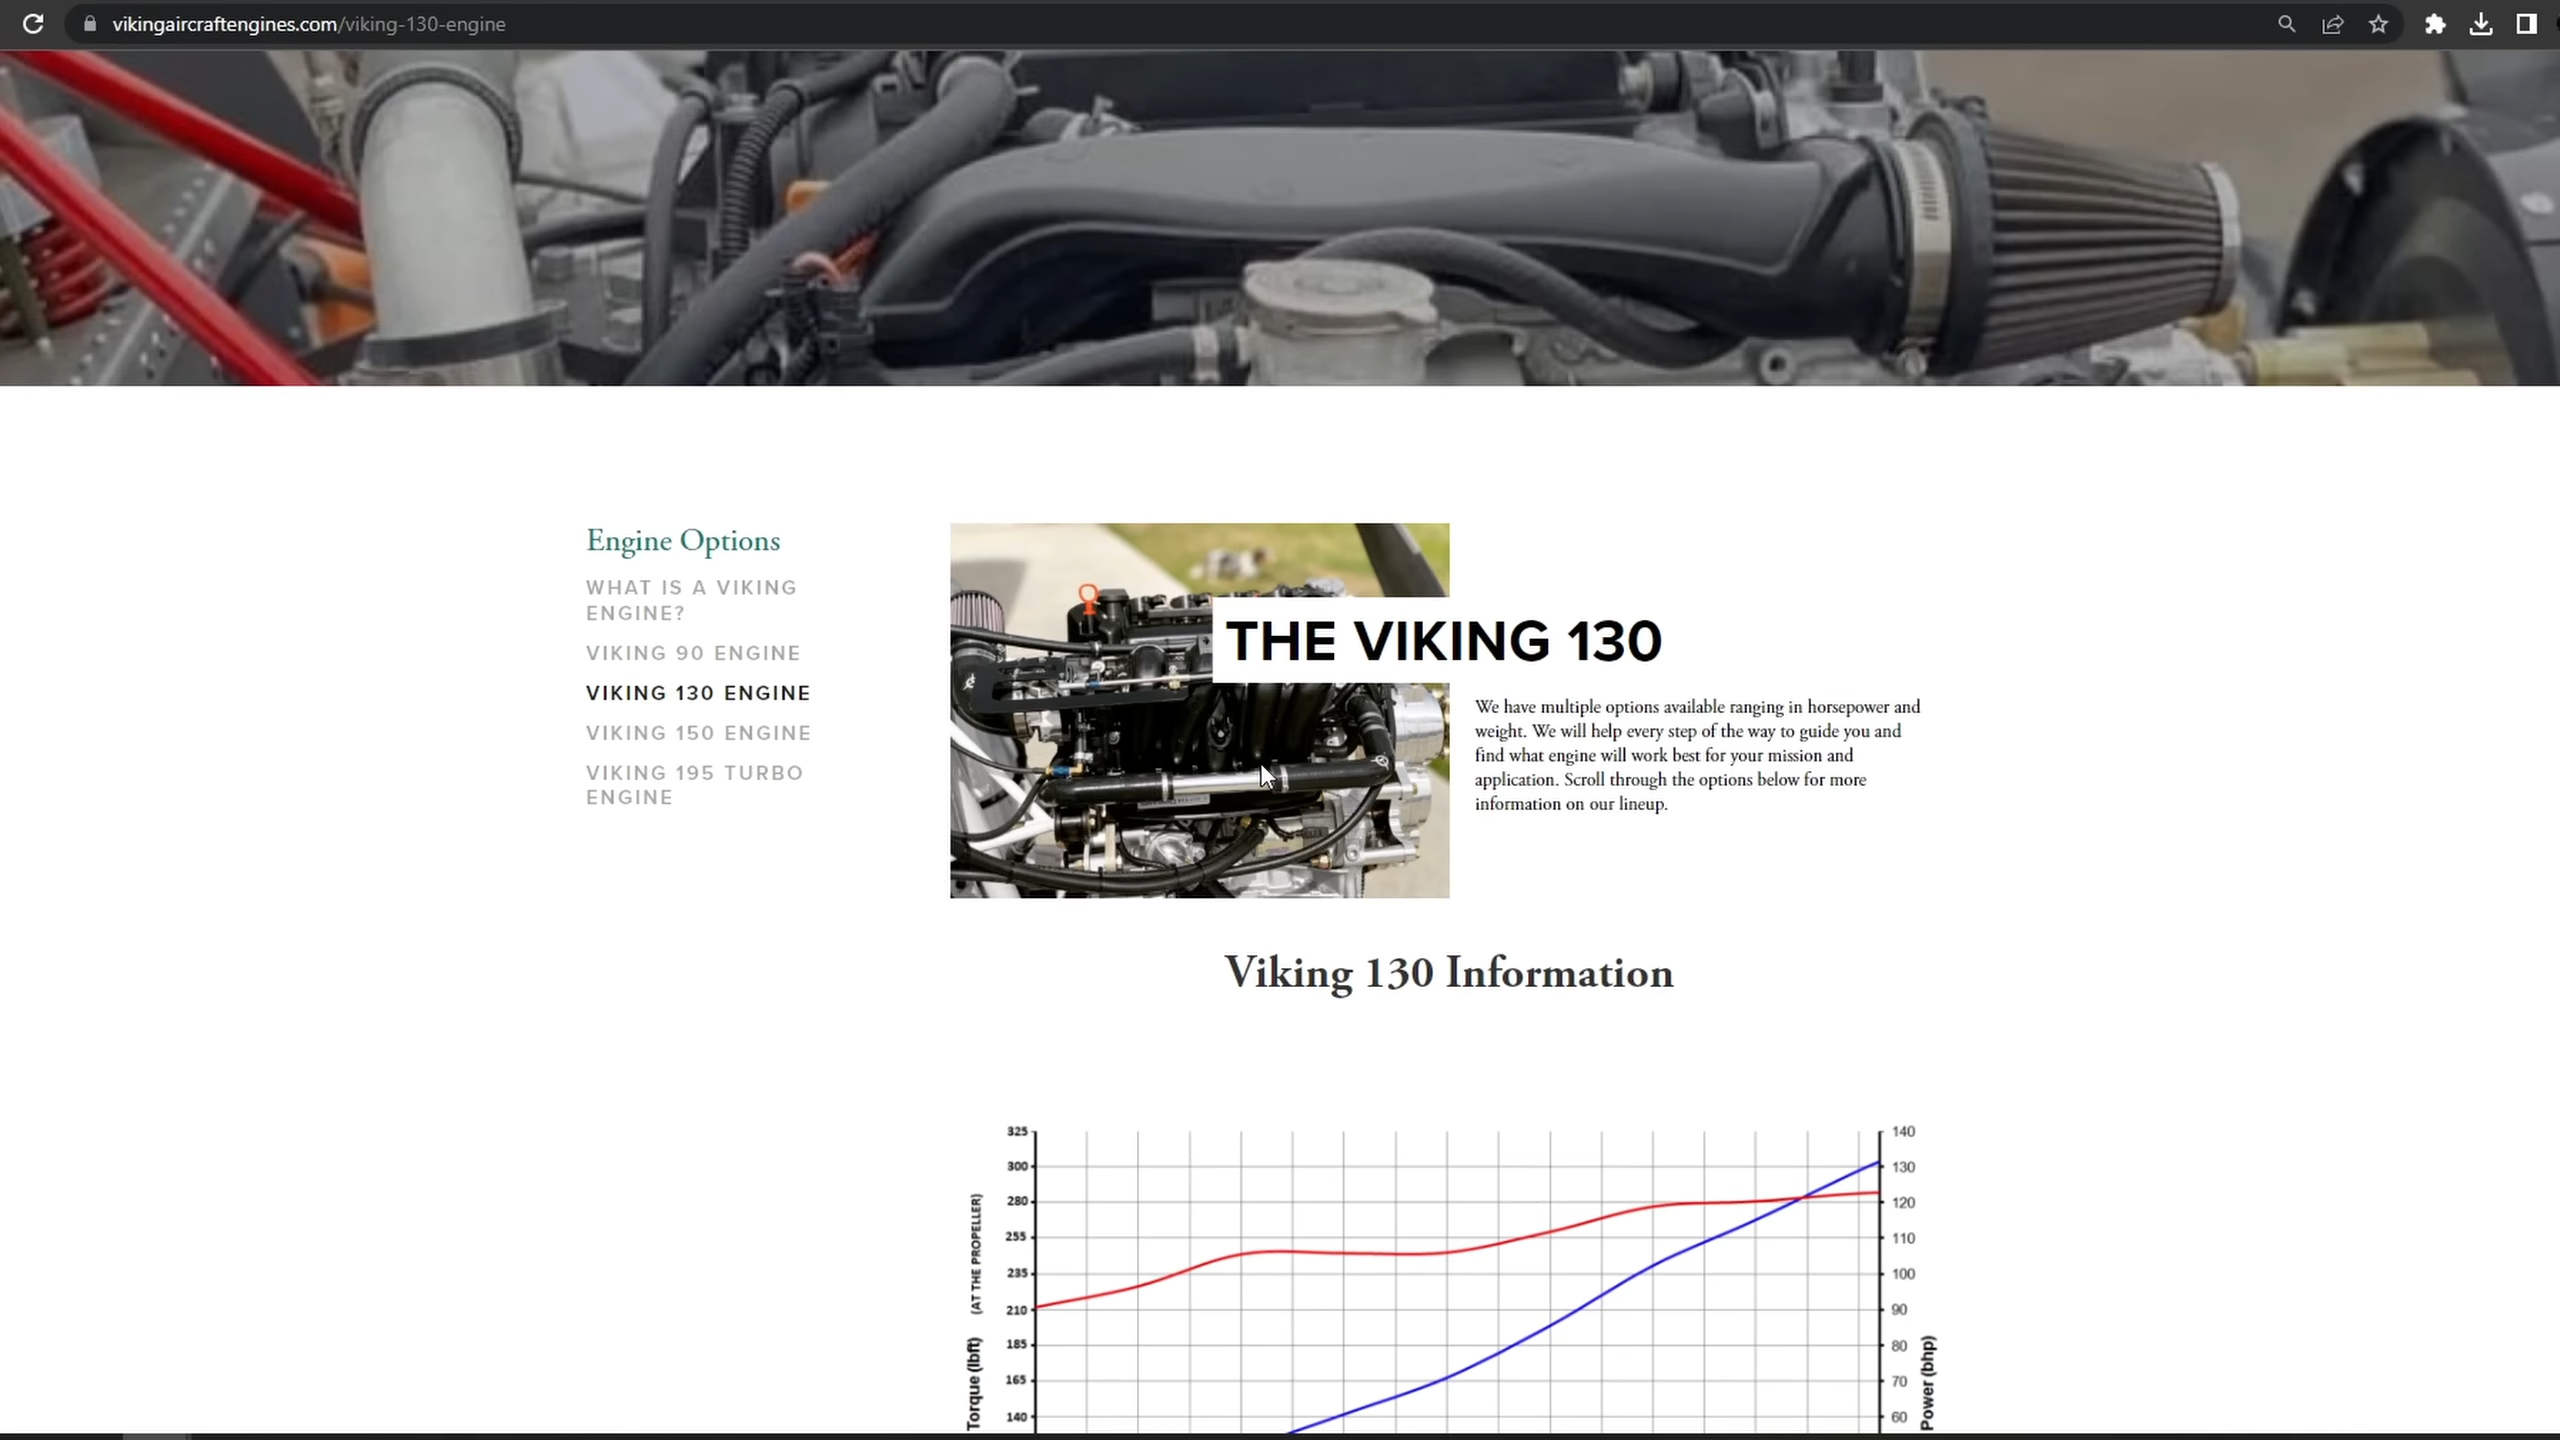 vikingaircraftengines.com/viking-130-engine
Engine Options
WHAT IS A VIKING
ENGINE?
VIKING 90 ENGINE
VIKING 130 ENGINE
VIKING 150 ENGINE
VIKING 195 TURBO
ENGINE
THE VIKING 130
We have multiple options available ranging in horsepower and
weight. We will help every step of the way to guide you and
find what engine will work best for your mission and
application. Scroll through the options below for more
information on our lineup.
Viking 130 Information
325
300
280
255
235
210
185
165
140
Torque (lbft) (AT THE PROPELLER)
140
130
120
110
100
90
80
70
60
Power (bhp)